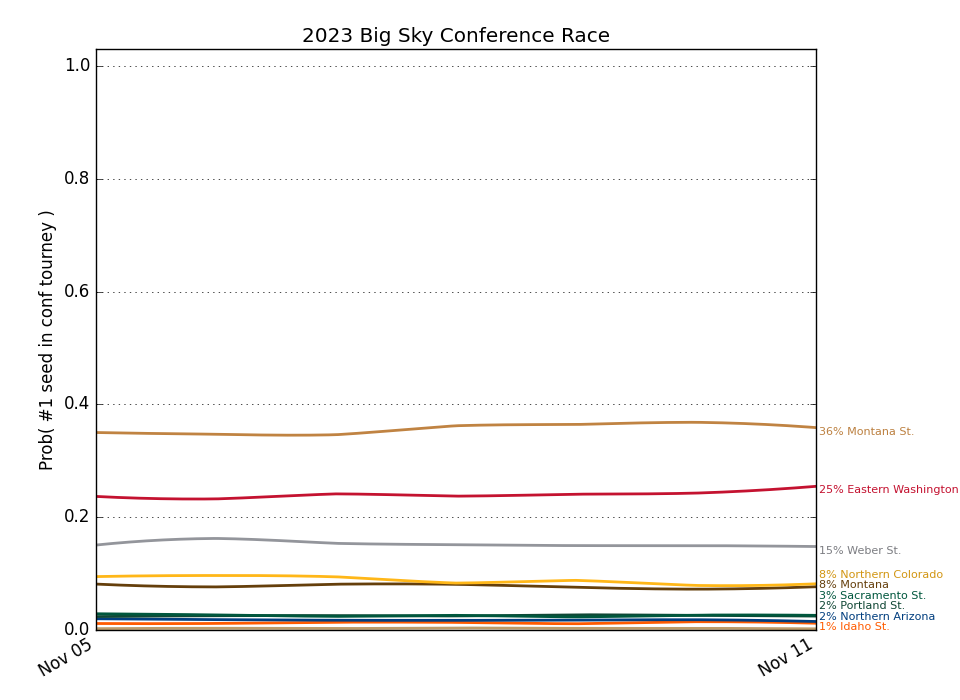 2023 Big Sky Conference Race
Prob( #1 seed in conf tourney )
1.0
0.8
0.6
0.4
0.2
0.0
Nov 05
Nov 11
36% Montana St.
25% Eastern Washington
15% Weber St.
8% Northern Colorado
8% Montana
3% Sacramento St.
2% Portland St.
2% Northern Arizona
1% Idaho St.